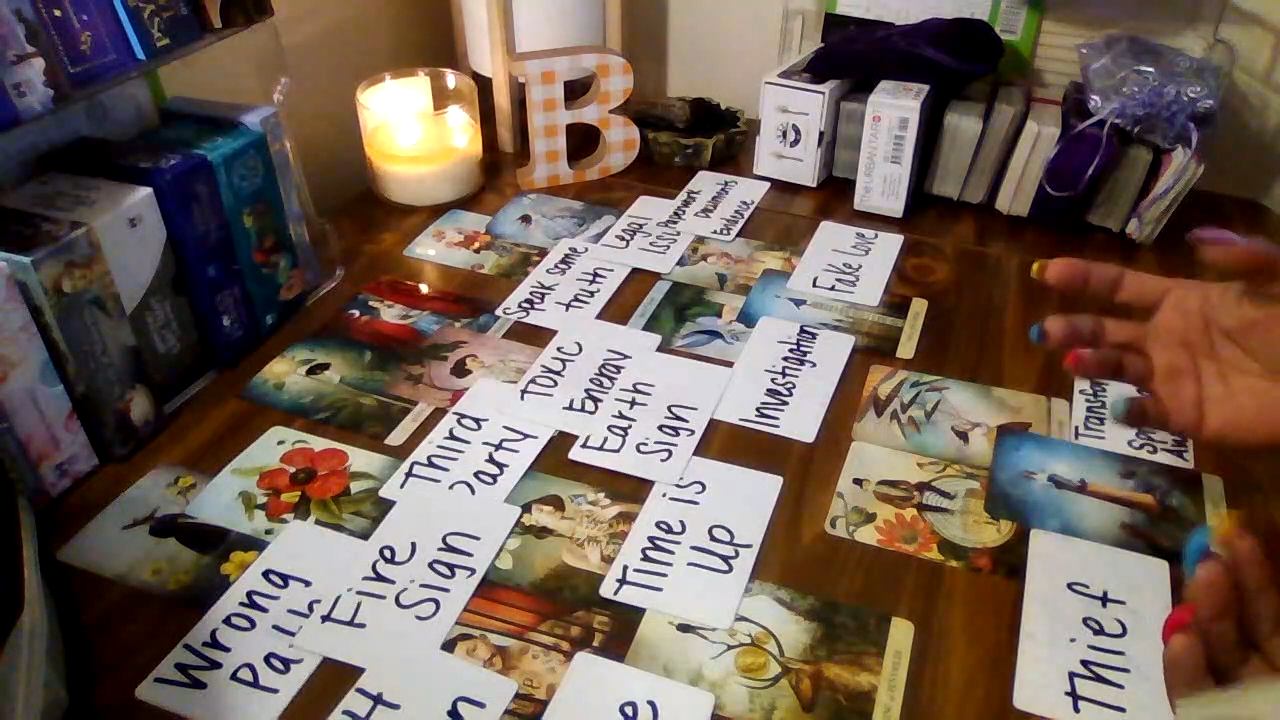 Paperwork
Documents
Evidence
Legal
Speak some
truth
Fake Love
The URBAN TAROT
Toxic
Energy
Earth
Sign
Investigation
Third
Party
Time is
Up
Fire
Sign
Wrong
Path
Thief